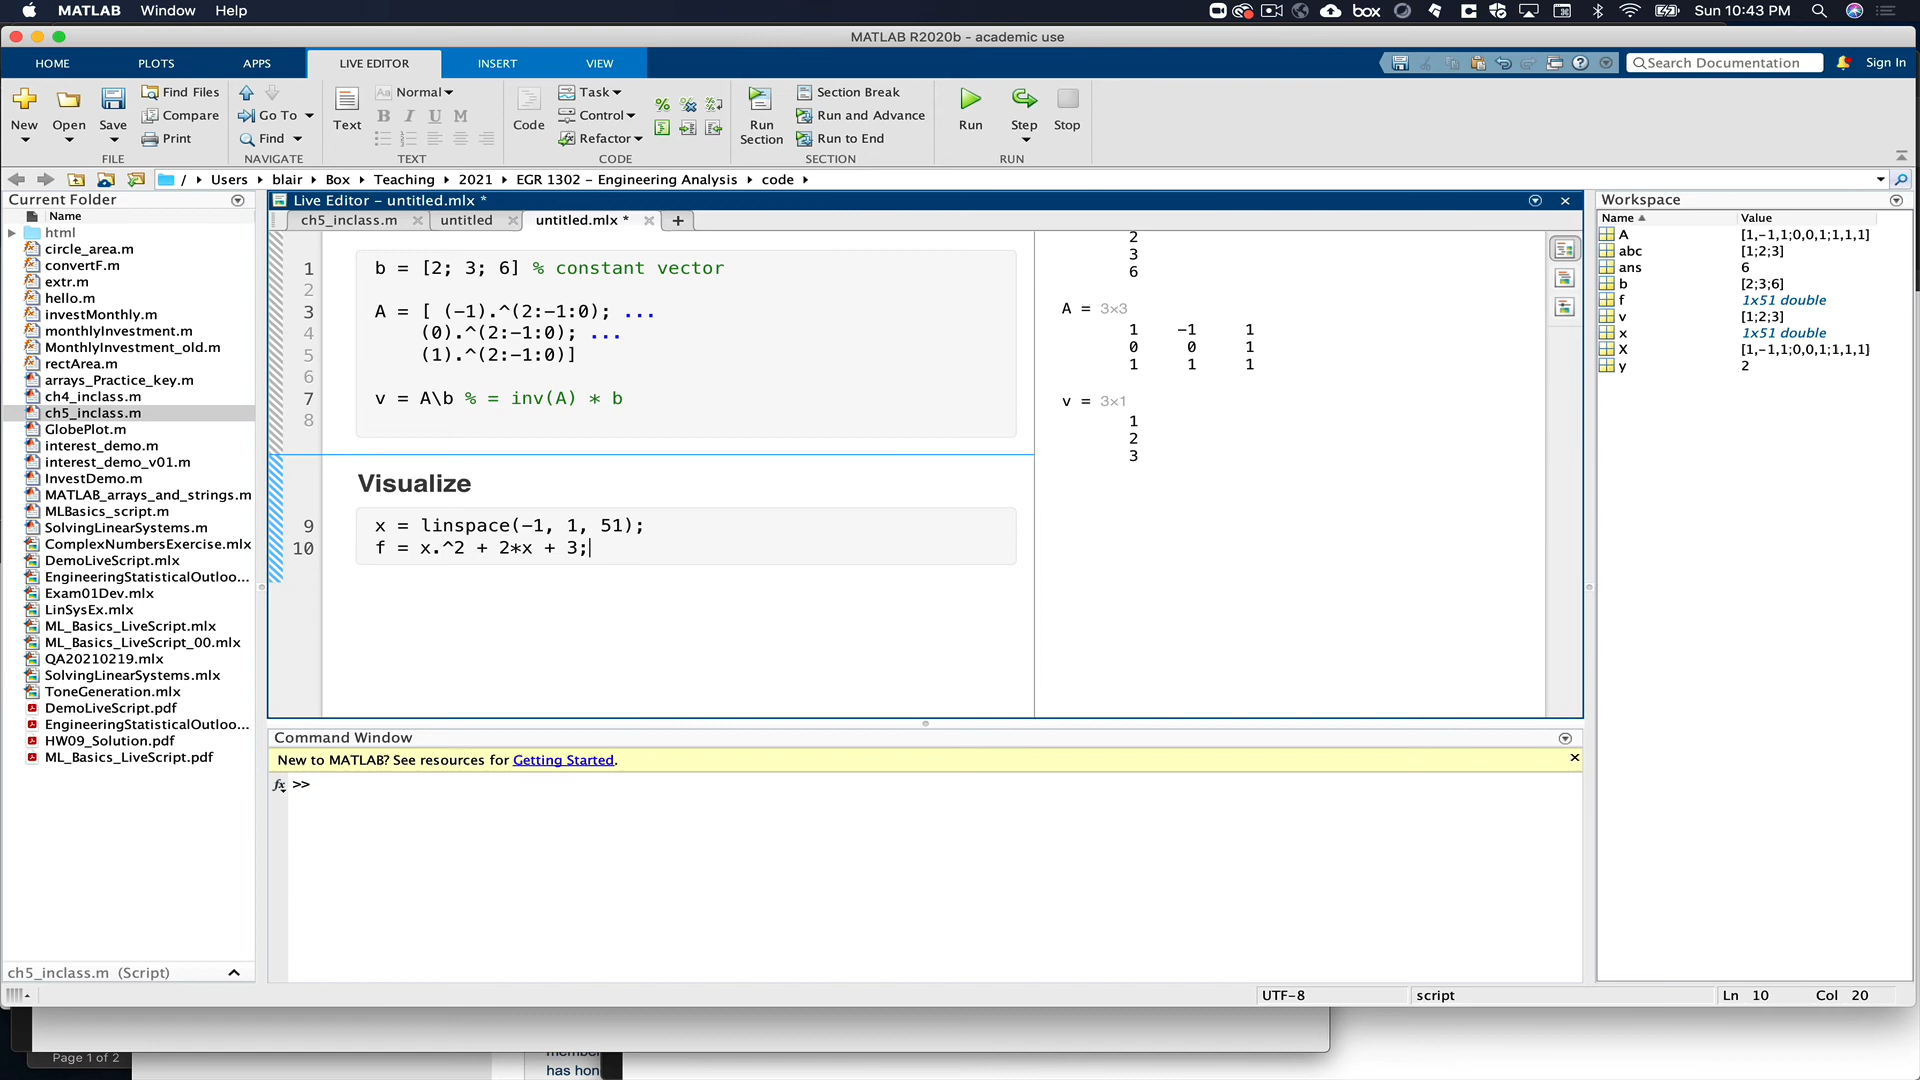 MATLAB Window Help
Sun 10:43 PM
box
MATLAB R2020b - academic use
HOME PLOTS APPS LIVE EDITOR INSERT VIEW
Search Documentation
Sign In
New
Open
Save
Find Files
Compare
Print
FILE
Go To
Find
NAVIGATE
Text
Aa Normal
B I U M
TEXT
Code
Task
Control
Refactor
CODE
Run Section
Section Break
Run and Advance
Run to End
SECTION
Run
Step
Stop
RUN
/ Users blair Box Teaching 2021 EGR 1302 - Engineering Analysis code
Current Folder
Name
html
circle_area.m
convertF.m
extr.m
hello.m
investMonthly.m
monthlyInvestment.m
MonthlyInvestment_old.m
rectArea.m
arrays_Practice_key.m
ch4_inclass.m
ch5_inclass.m
GlobePlot.m
interest_demo.m
interest_demo_v01.m
InvestDemo.m
MATLAB_arrays_and_strings.m
MLBasics_script.m
SolvingLinearSystems.m
ComplexNumbersExercise.mlx
DemoLiveScript.mlx
EngineeringStatisticalOutloo...
Exam01Dev.mlx
LinSysEx.mlx
ML_Basics_LiveScript.mlx
ML_Basics_LiveScript_00.mlx
QA20210219.mlx
SolvingLinearSystems.mlx
ToneGeneration.mlx
DemoLiveScript.pdf
EngineeringStatisticalOutloo...
HW09_Solution.pdf
ML_Basics_LiveScript.pdf
ch5_inclass.m (Script)
Live Editor - untitled.mlx *
ch5_inclass.m untitled untitled.mlx *
1 b = [2; 3; 6] % constant vector
2
3 A = [ (-1).^(2:-1:0); ...
4 (0).^(2:-1:0); ...
5 (1).^(2:-1:0)]
6
7 v = A\b % = inv(A) * b
8
Visualize
9 x = linspace(-1, 1, 51);
10 f = x.^2 + 2*x + 3;
2
3
6
A = 3×3
1 -1 1
0 0 1
1 1 1
v = 3×1
1
2
3
Command Window
New to MATLAB? See resources for Getting Started.
fx >>
Workspace
Name Value
A [1,-1,1;0,0,1;1,1,1]
abc [1;2;3]
ans 6
b [2;3;6]
f 1x51 double
v [1;2;3]
x 1x51 double
X [1,-1,1;0,0,1;1,1,1]
y 2
UTF-8 script Ln 10 Col 20
Page 1 of 2
has hon